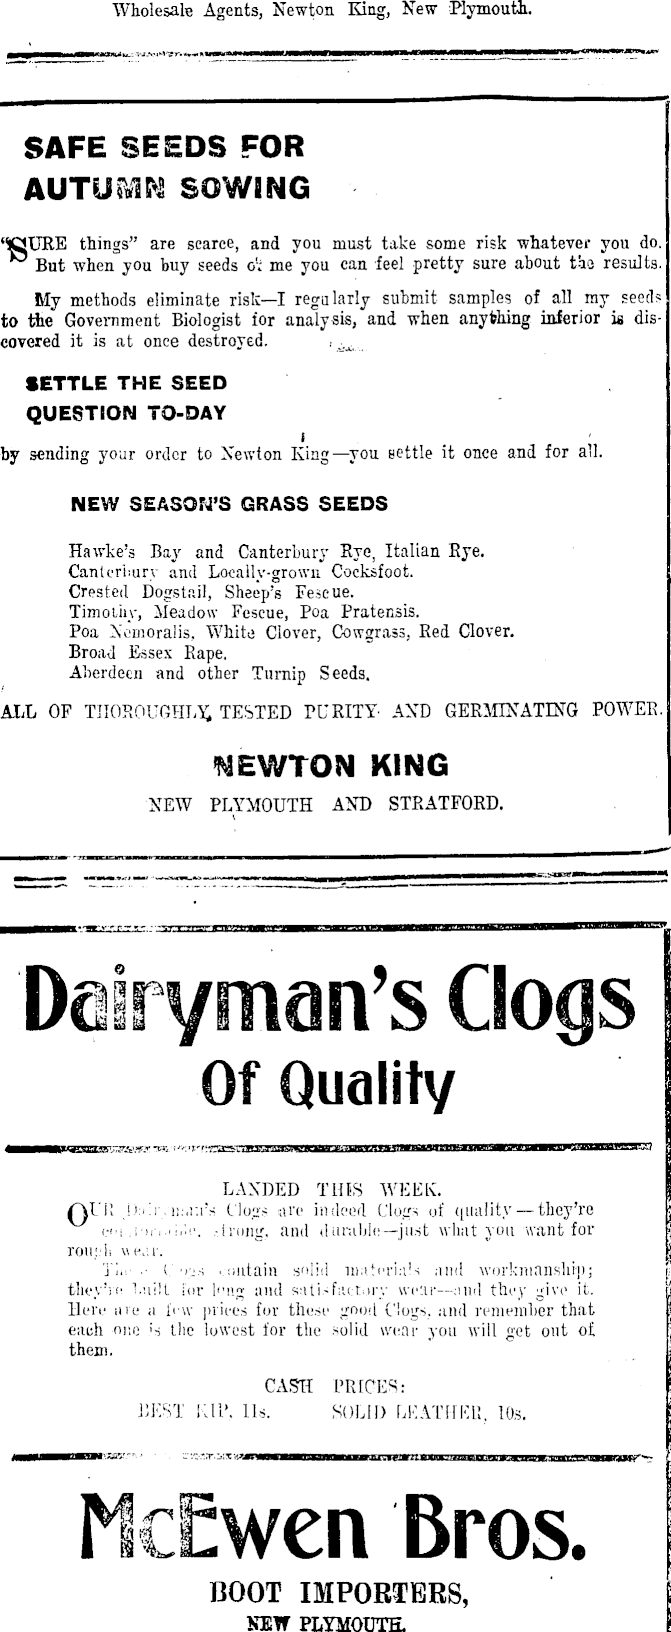 Wholesale Agents, Newton King, New Plymouth.
SAFE SEEDS FOR
AUTUMN SOWING
"SURE things" are scarce, and you must take some risk whatever you do.
But when you buy seeds of me you can feel pretty sure about the results.
My methods eliminate risk—I regularly submit samples of all my seeds
to the Government Biologist for analysis, and when anything inferior is dis-
covered it is at once destroyed.
SETTLE THE SEED
QUESTION TO-DAY
by sending your order to Newton King—you settle it once and for all.
NEW SEASON'S GRASS SEEDS
Hawke's Bay and Canterbury Rye, Italian Rye.
Canterbury and Locally-grown Cocksfoot.
Crested Dogstail, Sheep's Fescue.
Timothy, Meadow Fescue, Poa Pratensis.
Poa Nemoralis, White Clover, Cowgrass, Red Clover.
Broad Essex Rape.
Aberdeen and other Turnip Seeds.
ALL OF THOROUGHLY TESTED PURITY AND GERMINATING POWER.
NEWTON KING
NEW PLYMOUTH AND STRATFORD.
Dairyman's Clogs
Of Quality
LANDED THIS WEEK.
OUR Dairyman's Clogs are indeed Clogs of quality—they're
comfortable, strong, and durable—just what you want for
rough wear.
These Clogs contain solid materials and workmanship;
they're built for long and satisfactory wear—and they give it.
Here are a few prices for these good Clogs, and remember that
each one is the lowest for the solid wear you will get out of
them.
CASH PRICES:
BEST KIP, 11s. SOLID LEATHER, 10s.
McEwen Bros.
BOOT IMPORTERS,
NEW PLYMOUTH.